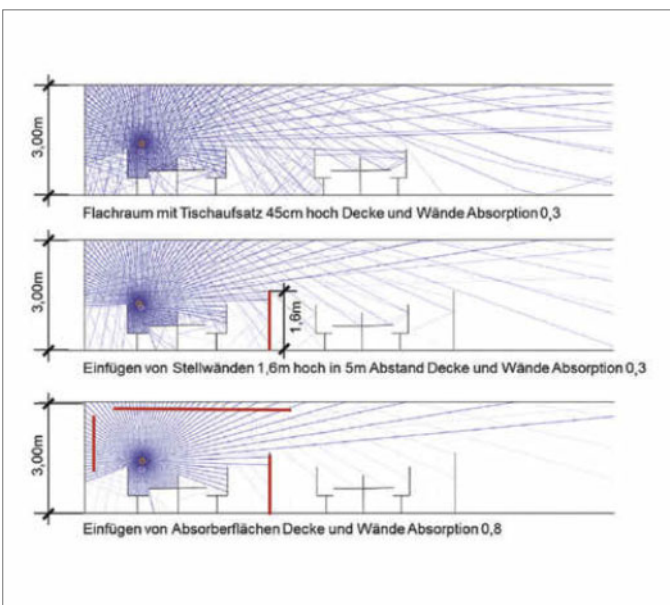 3,00m
Flachraum mit Tischaufsatz 45cm hoch Decke und Wände Absorption 0,3
3,00m
1,6m
Einfügen von Stellwänden 1,6m hoch in 5m Abstand Decke und Wände Absorption 0,3
3,00m
Einfügen von Absorberflächen Decke und Wände Absorption 0,8